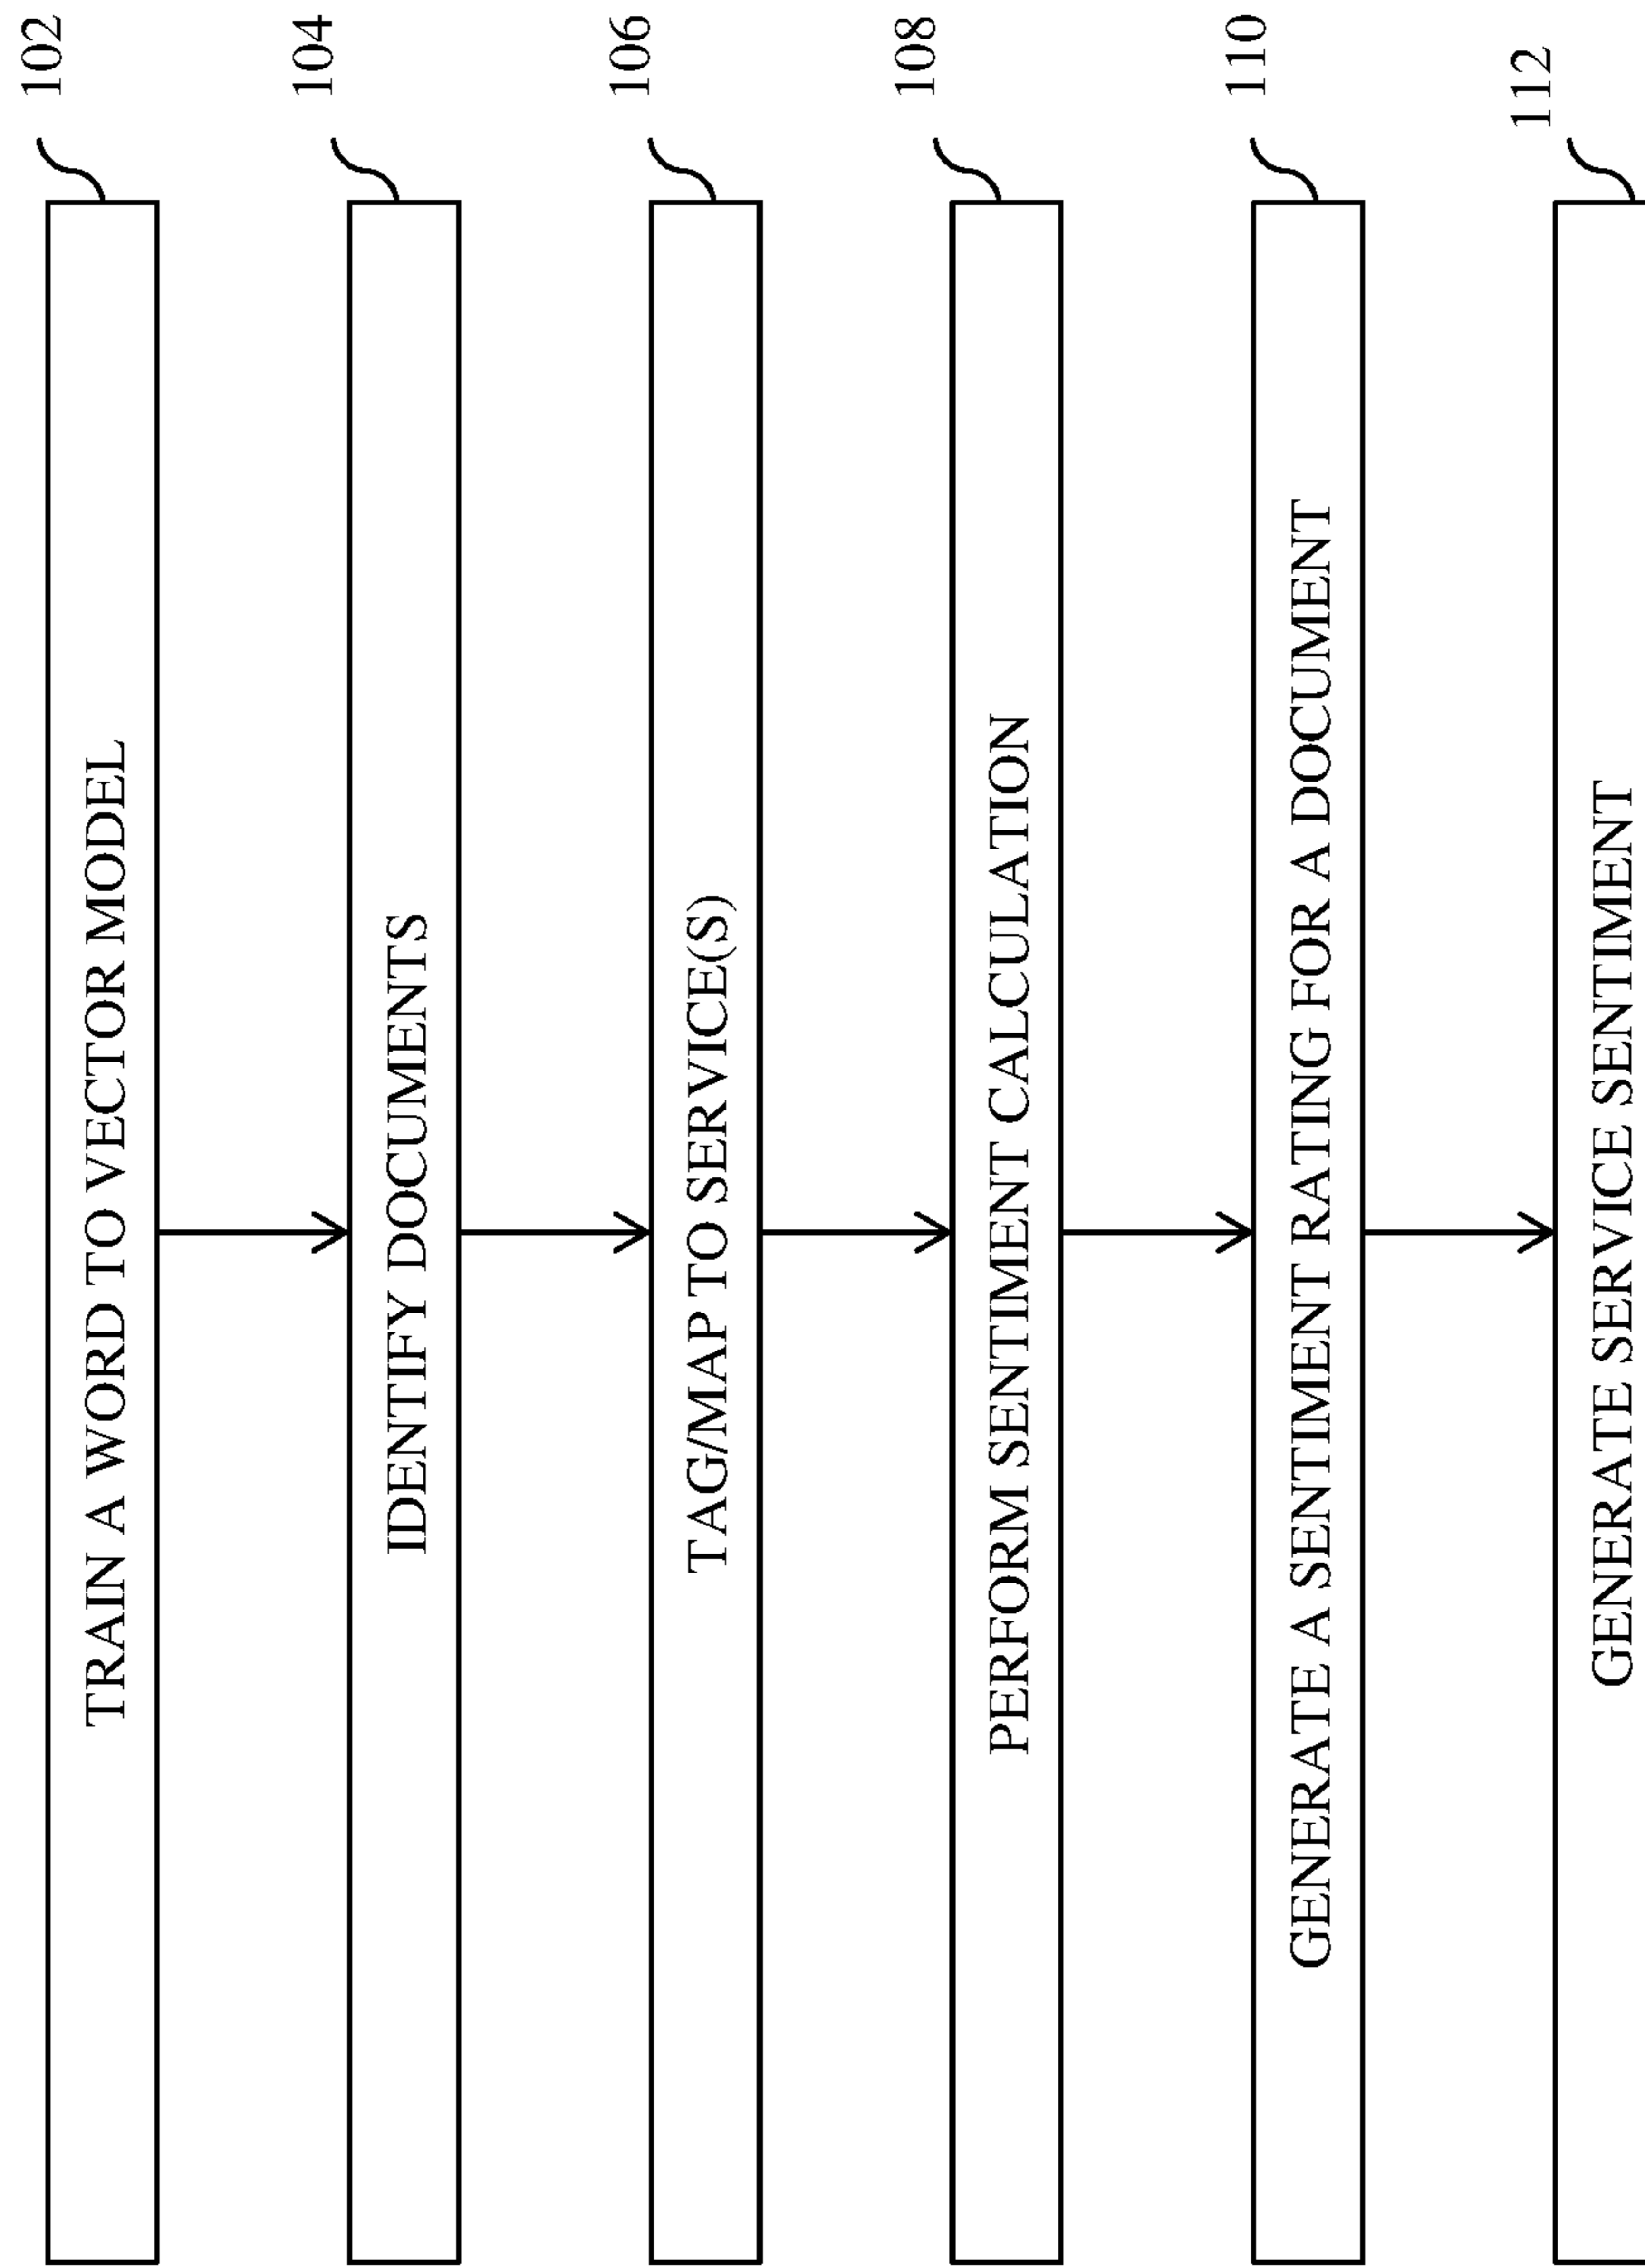 102
TRAIN A WORD TO VECTOR MODEL
104
IDENTIFY DOCUMENTS
106
TAG/MAP TO SERVICE(S)
108
PERFORM SENTIMENT CALCULATION
110
GENERATE A SENTIMENT RATING FOR A DOCUMENT
112
GENERATE SERVICE SENTIMENT